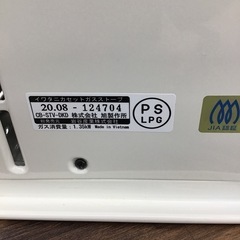 イワタニカセットガスストーブ
20.08 - 124704
CB-STV-DKD 株式会社 旭製作所
岩谷産業株式会社
ガス消費量：1.35kW Made in Vietnam
PS
LPG
JIA認証